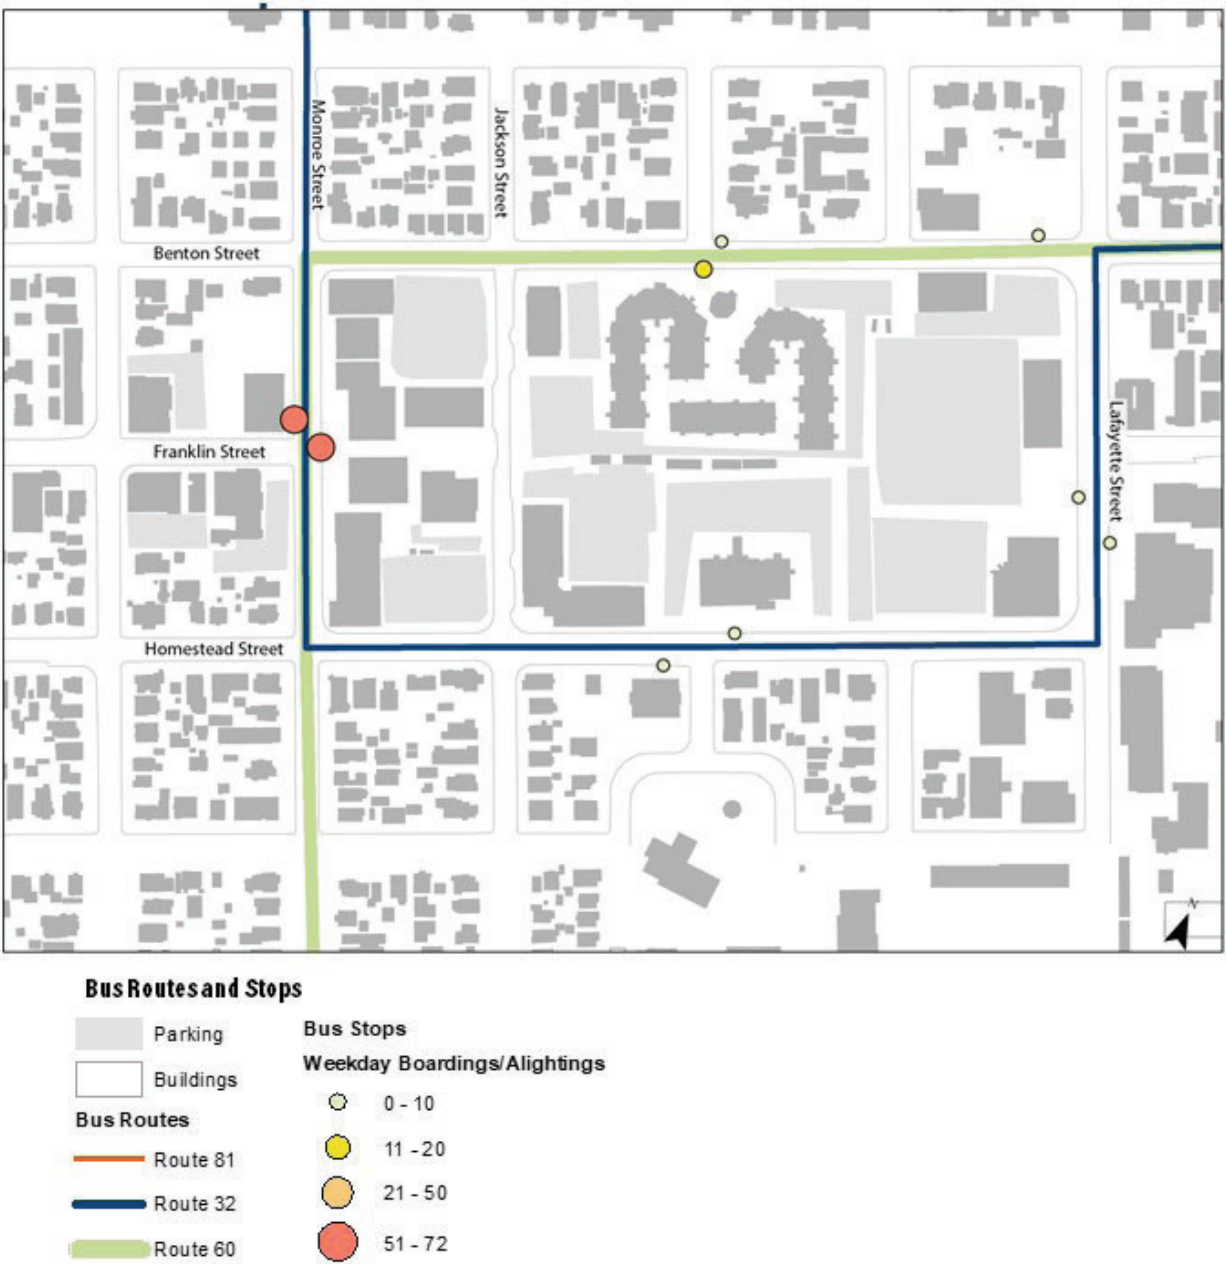 Monroe Street
Jackson Street
Benton Street
Franklin Street
Lafayette Street
Homestead Street
N
Bus Routes and Stops
Parking
Buildings
Bus Routes
Route 81
Route 32
Route 60
Bus Stops
Weekday Boardings/Alightings
0 - 10
11 - 20
21 - 50
51 - 72